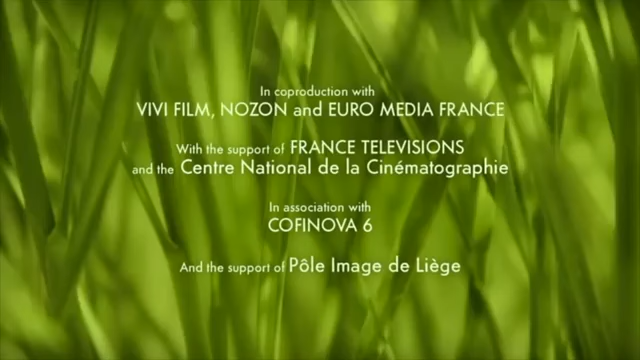 In coproduction with
VIVI FILM, NOZON and EURO MEDIA FRANCE
With the support of FRANCE TELEVISIONS
and the Centre National de la Cinématographie
In association with
COFINOVA 6
And the support of Pôle Image de Liège